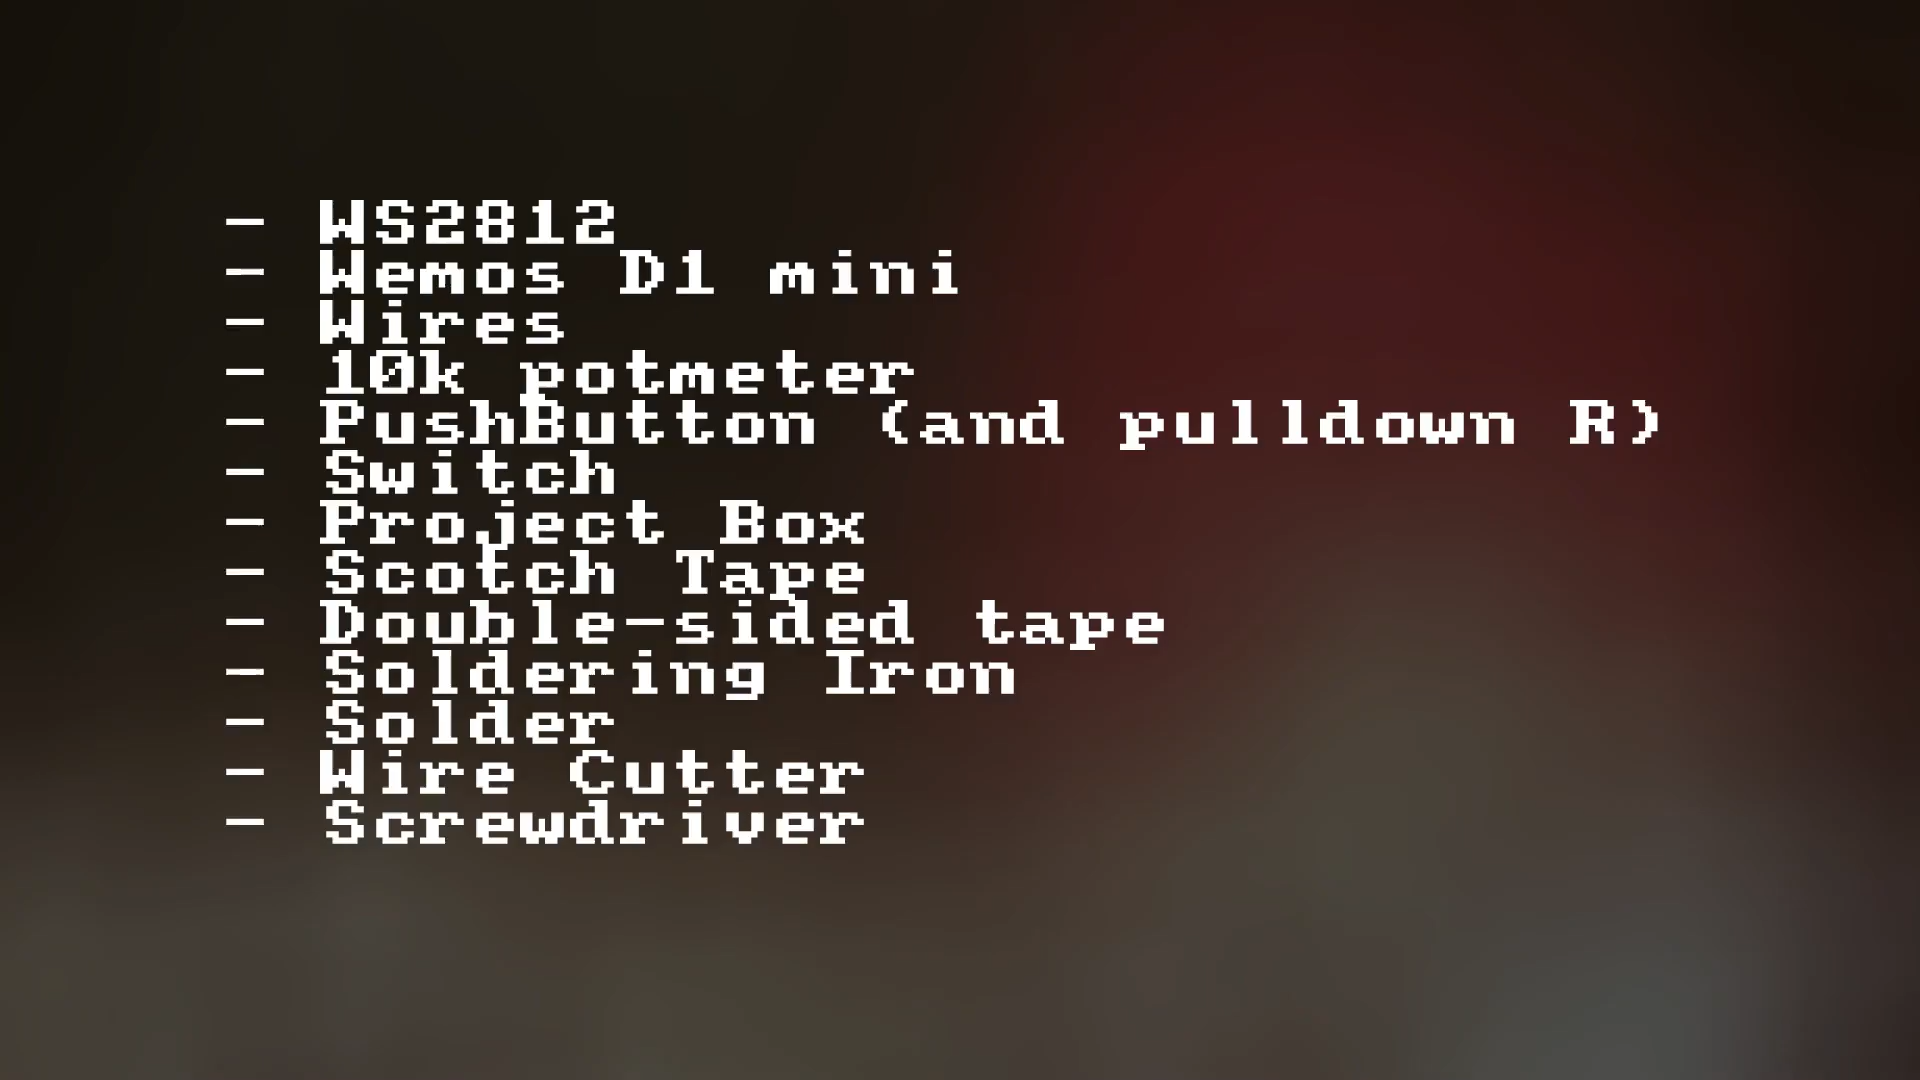 - WS2812
- Wemos D1 mini
- Wires
- 10k potmeter
- PushButton (and pulldown R)
- Switch
- Project Box
- Scotch Tape
- Double-sided tape
- Soldering Iron
- Solder
- Wire Cutter
- Screwdriver